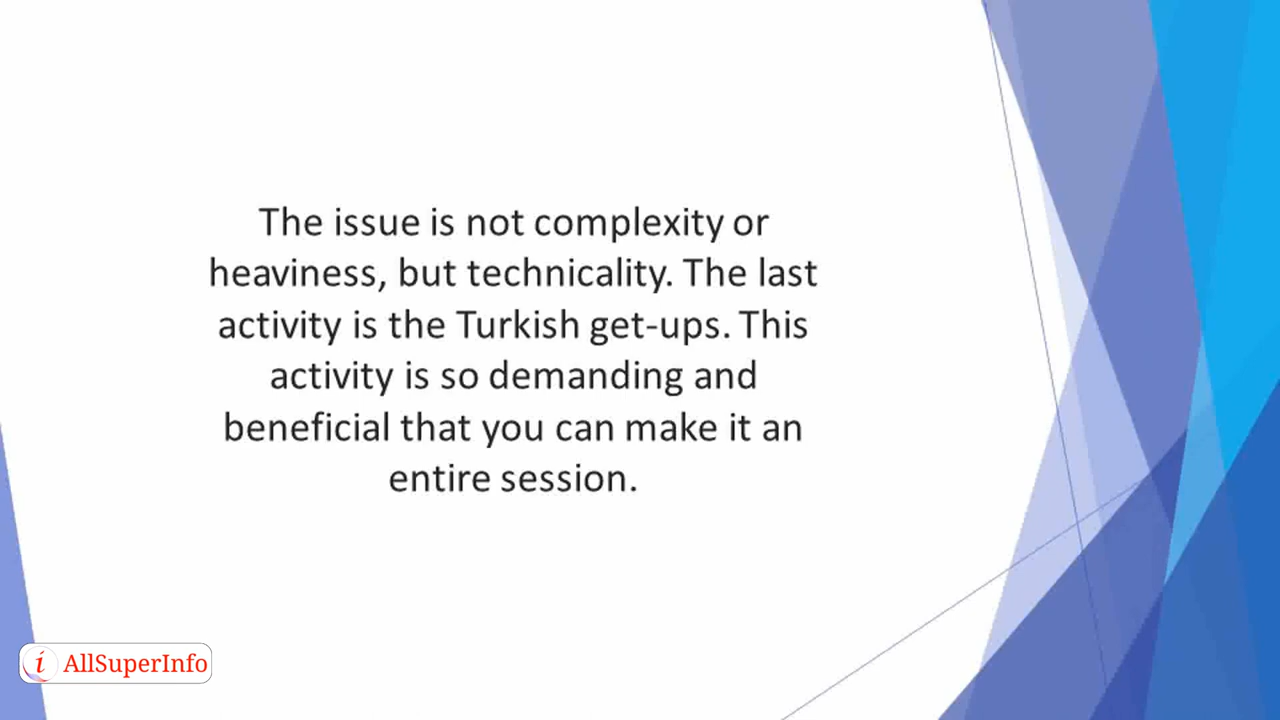 The issue is not complexity or
heaviness, but technicality. The last
activity is the Turkish get-ups. This
activity is so demanding and
beneficial that you can make it an
entire session.
i AllSuperInfo